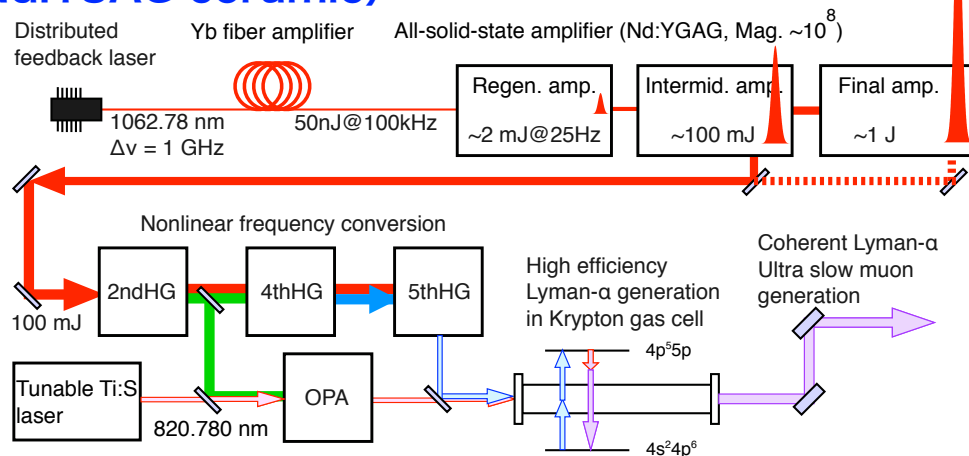 Distributed
feedback laser
Yb fiber amplifier
All-solid-state amplifier (Nd:YGAG, Mag. ~10⁸)
1062.78 nm
Δν = 1 GHz
50nJ@100kHz
Regen. amp.
~2 mJ@25Hz
Intermid. amp.
~100 mJ
Final amp.
~1 J
Nonlinear frequency conversion
100 mJ
2ndHG
4thHG
5thHG
High efficiency
Lyman-α generation
in Krypton gas cell
Coherent Lyman-α
Ultra slow muon
generation
Tunable Ti:S
laser
820.780 nm
OPA
4p⁵5p
4s²4p⁶